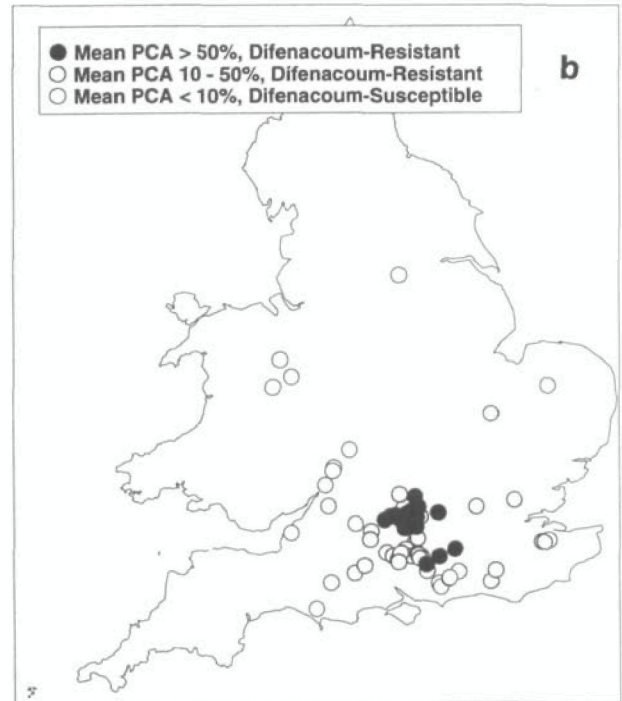 Mean PCA > 50%, Difenacoum-Resistant
Mean PCA 10 - 50%, Difenacoum-Resistant
Mean PCA < 10%, Difenacoum-Susceptible
b